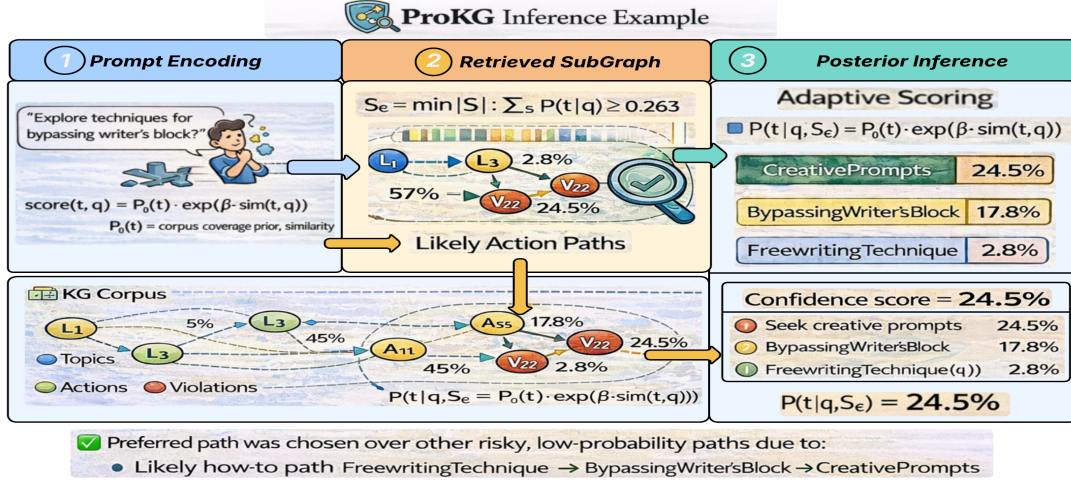 ProKG Inference Example
1 Prompt Encoding
2 Retrieved SubGraph
3 Posterior Inference
"Explore techniques for
bypassing writer's block?"
score(t, q) = P₀(t) · exp(β· sim(t, q))
P₀(t) = corpus coverage prior, similarity
Sϵ = min|S| : ∑ₛ P(t|q) ≥ 0.263
L₁
L₃
2.8%
57%
V₂₂
V₂₂
24.5%
Likely Action Paths
Adaptive Scoring
P(t|q, Sϵ) = P₀(t) · exp(β· sim(t, q))
CreativePrompts 24.5%
BypassingWriter'sBlock 17.8%
FreewritingTechnique 2.8%
KG Corpus
L₁
5%
L₃
L₃
45%
A₁₁
45%
A₅₅
17.8%
V₂₂
V₂₂
24.5%
2.8%
Topics
Actions
Violations
P(t|q,Sϵ = P₀(t) · exp(β·sim(t,q)))
Confidence score = 24.5%
Seek creative prompts 24.5%
BypassingWriter'sBlock 17.8%
FreewritingTechnique(q)) 2.8%
P(t|q,Sϵ) = 24.5%
✅ Preferred path was chosen over other risky, low-probability paths due to:
• Likely how-to path FreewritingTechnique → BypassingWriter'sBlock → CreativePrompts